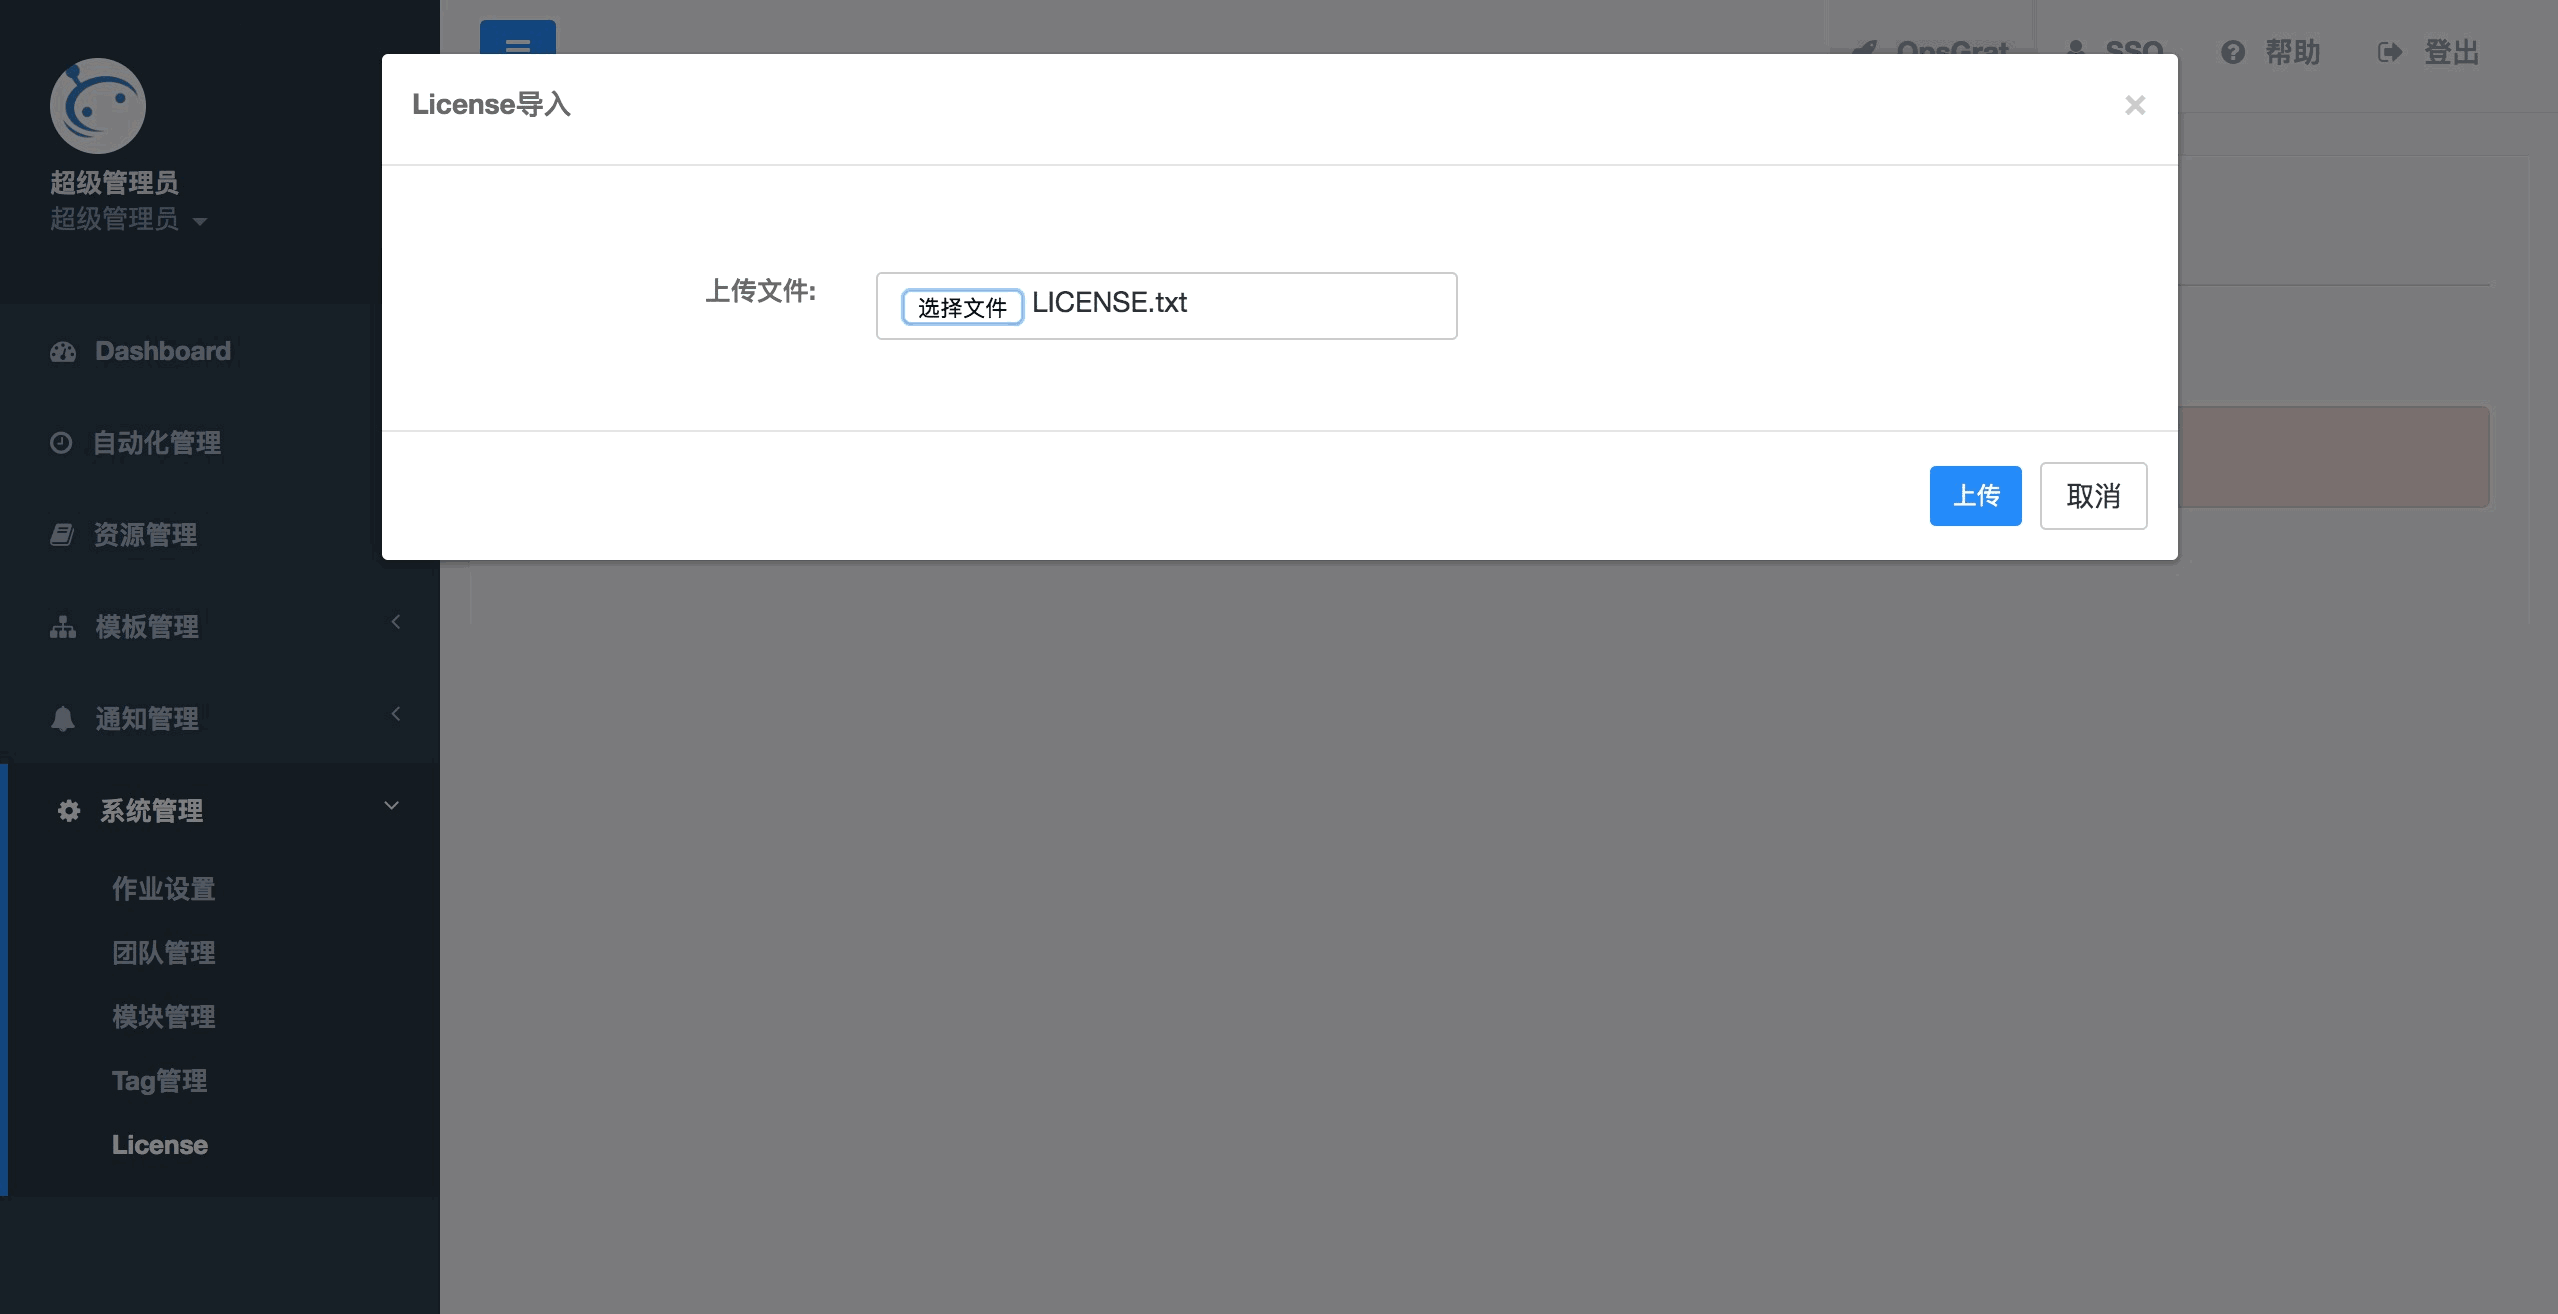 超级管理员
超级管理员
Dashboard
自动化管理
资源管理
模板管理
通知管理
系统管理
作业设置
团队管理
模块管理
Tag管理
License
OpsGrat
SSO
帮助
登出
License导入
×
上传文件:
选择文件 LICENSE.txt
上传
取消